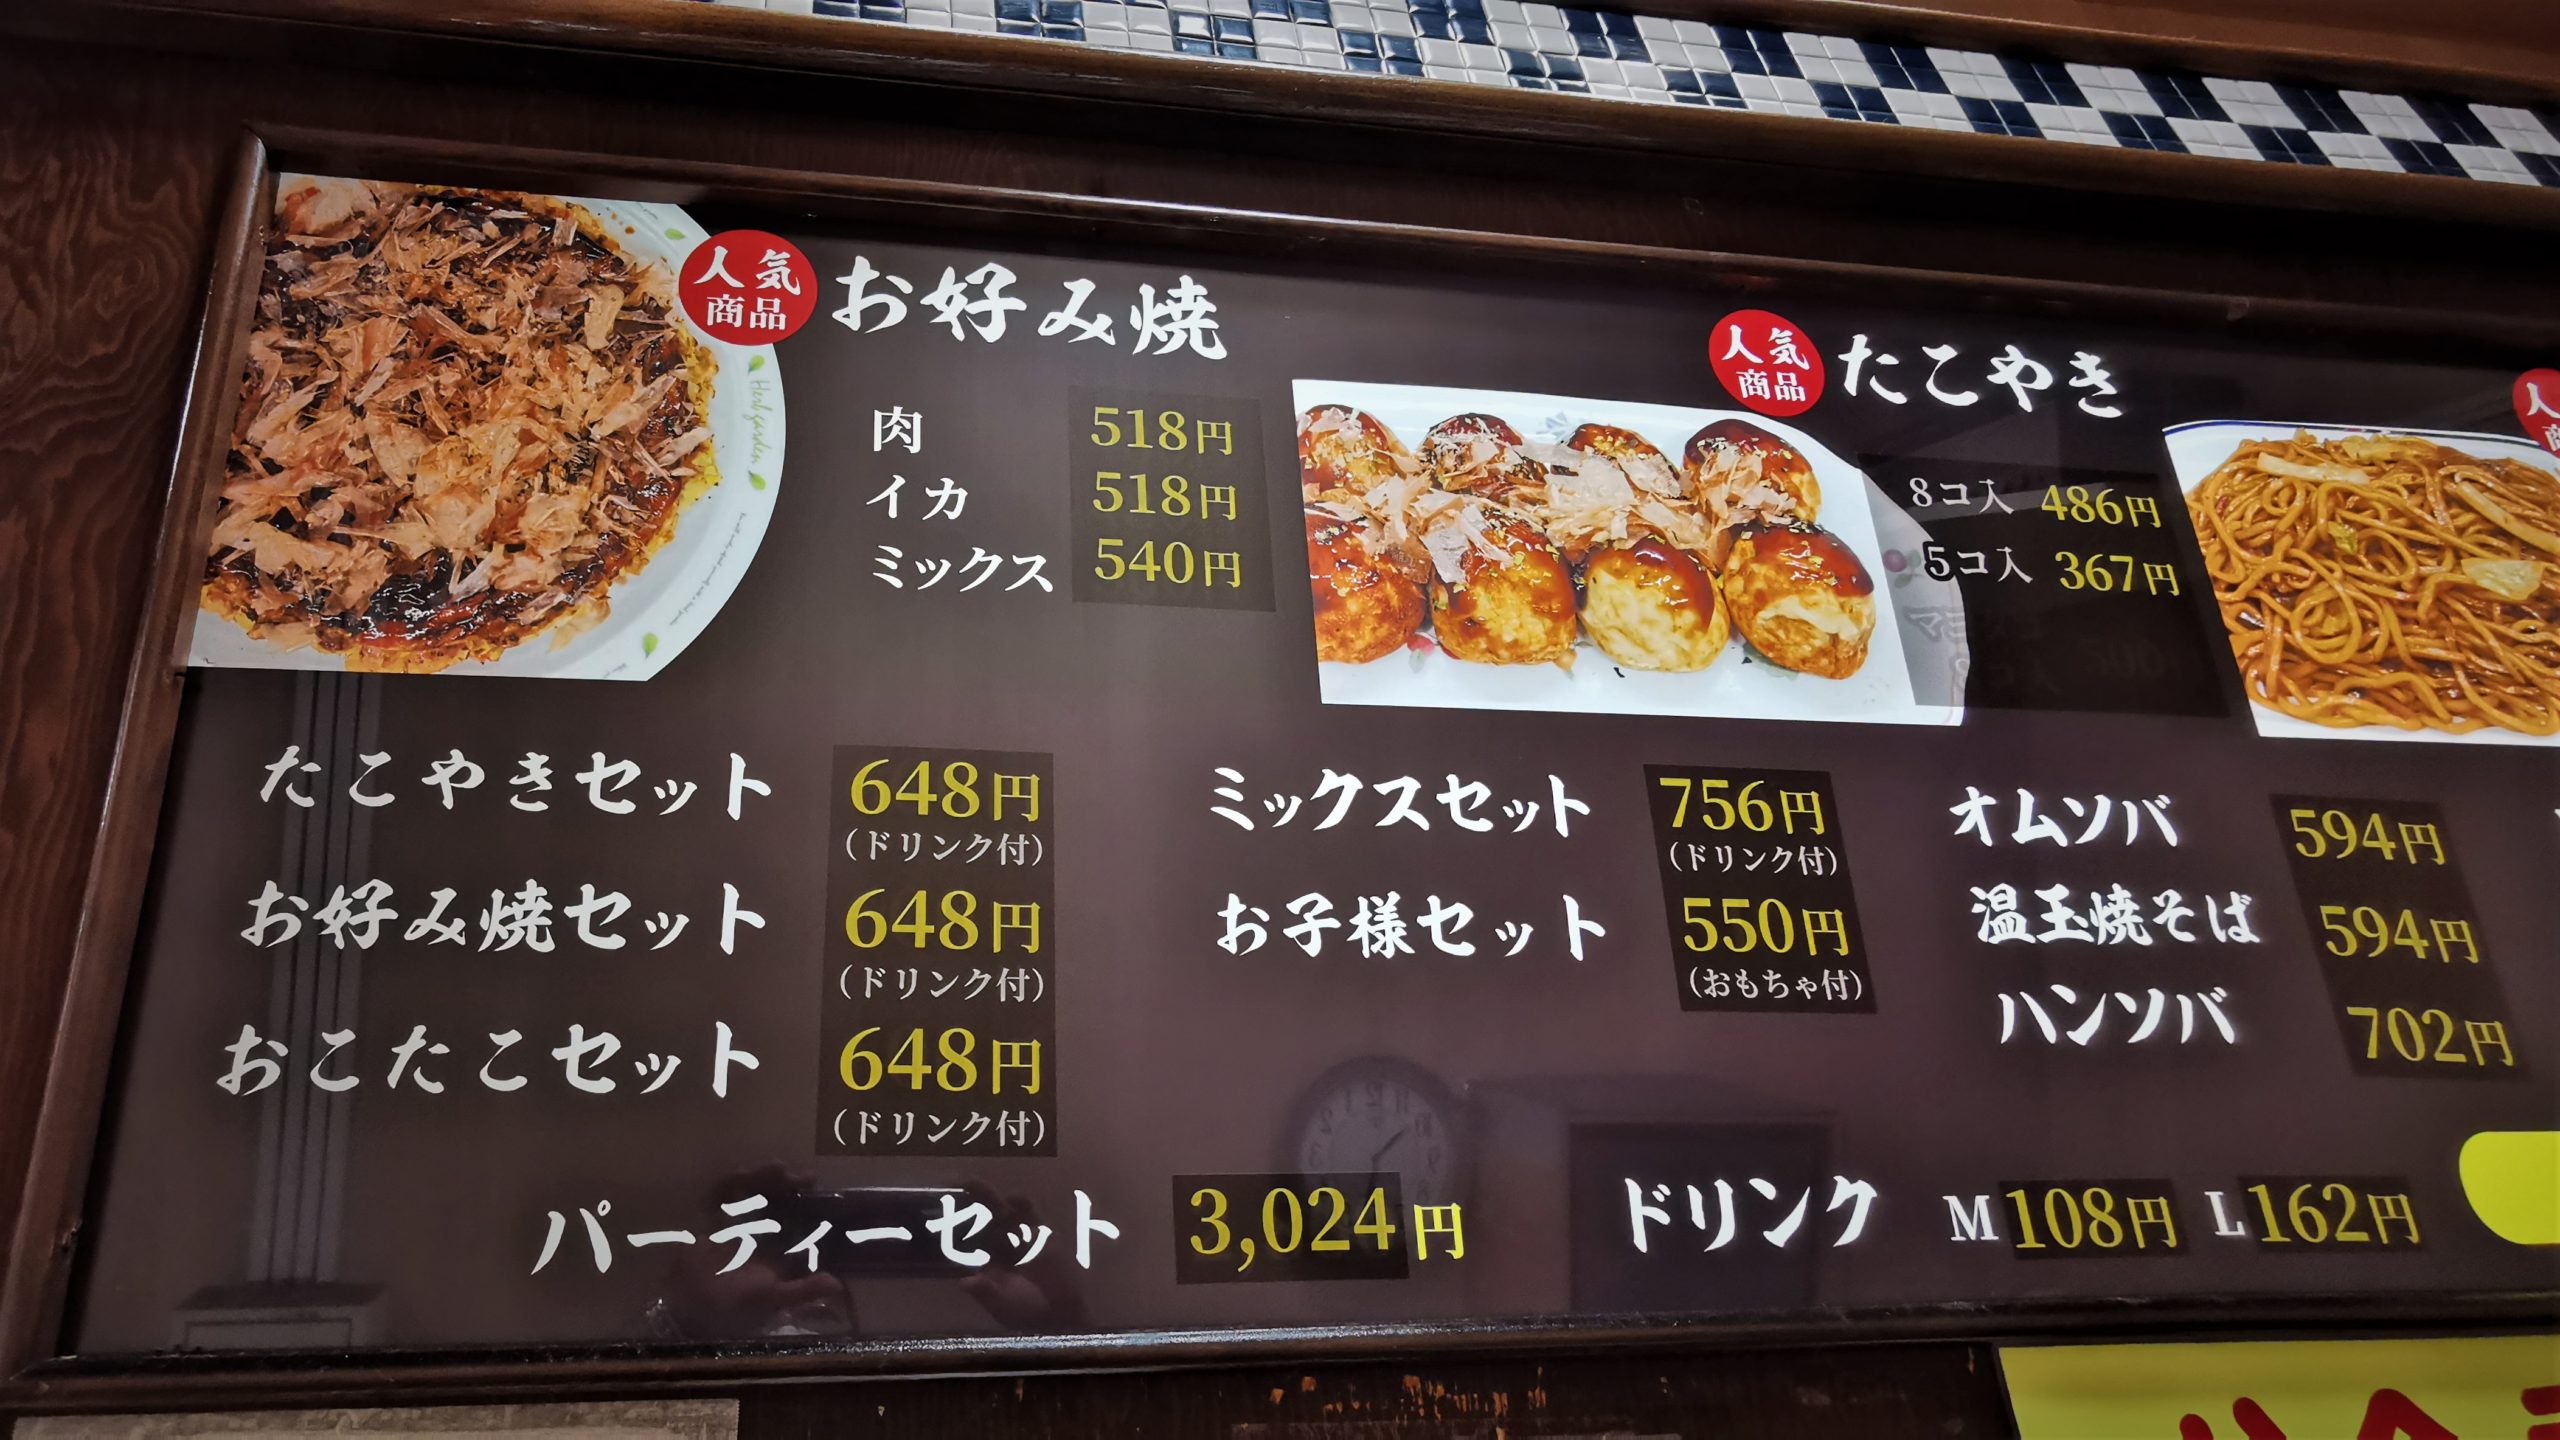 人気
商品
お好み焼
肉 518円
イカ 518円
ミックス 540円
Herb garden
人気
商品
たこやき
8コ入 486円
5コ入 367円
たこやきセット 648円
(ドリンク付)
お好み焼セット 648円
(ドリンク付)
おこたこセット 648円
(ドリンク付)
ミックスセット 756円
(ドリンク付)
お子様セット 550円
(おもちゃ付)
オムソバ 594円
温玉焼そば 594円
ハンソバ 702円
パーティーセット 3,024円
ドリンク M108円 L162円